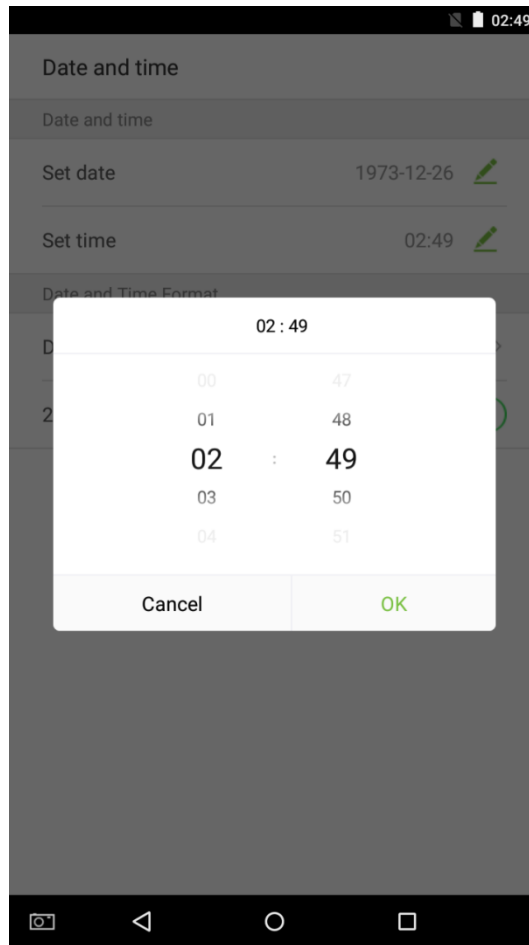 02:49
Date and time
Date and time
Set date 1973-12-26
Set time 02:49
Date and Time Format
D
2
02 : 49
00 47
01 48
02 : 49
03 50
04 51
Cancel OK